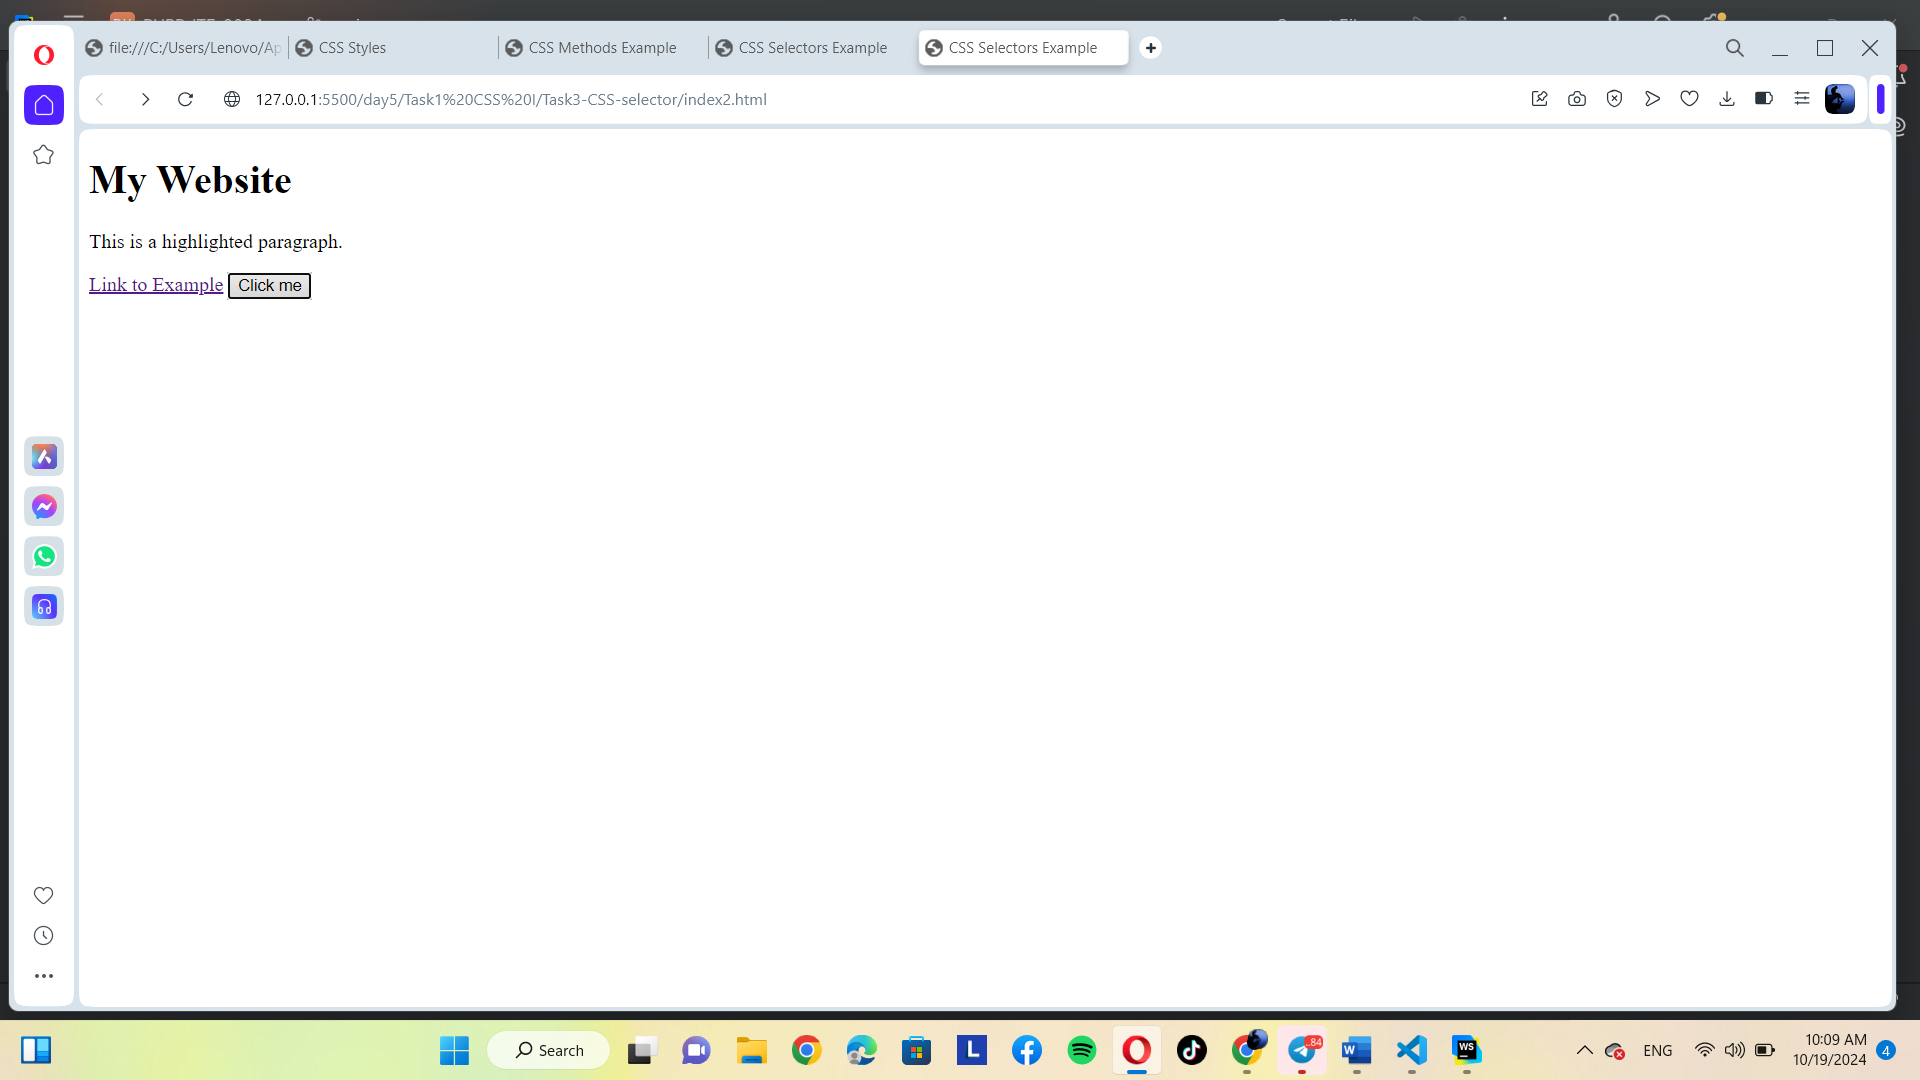 file:///C:/Users/Lenovo/Ap
CSS Styles
CSS Methods Example
CSS Selectors Example
CSS Selectors Example
127.0.0.1:5500/day5/Task1%20CSS%20I/Task3-CSS-selector/index2.html
My Website
This is a highlighted paragraph.
Link to Example Click me
Search
..84
ENG
10:09 AM
10/19/2024
4